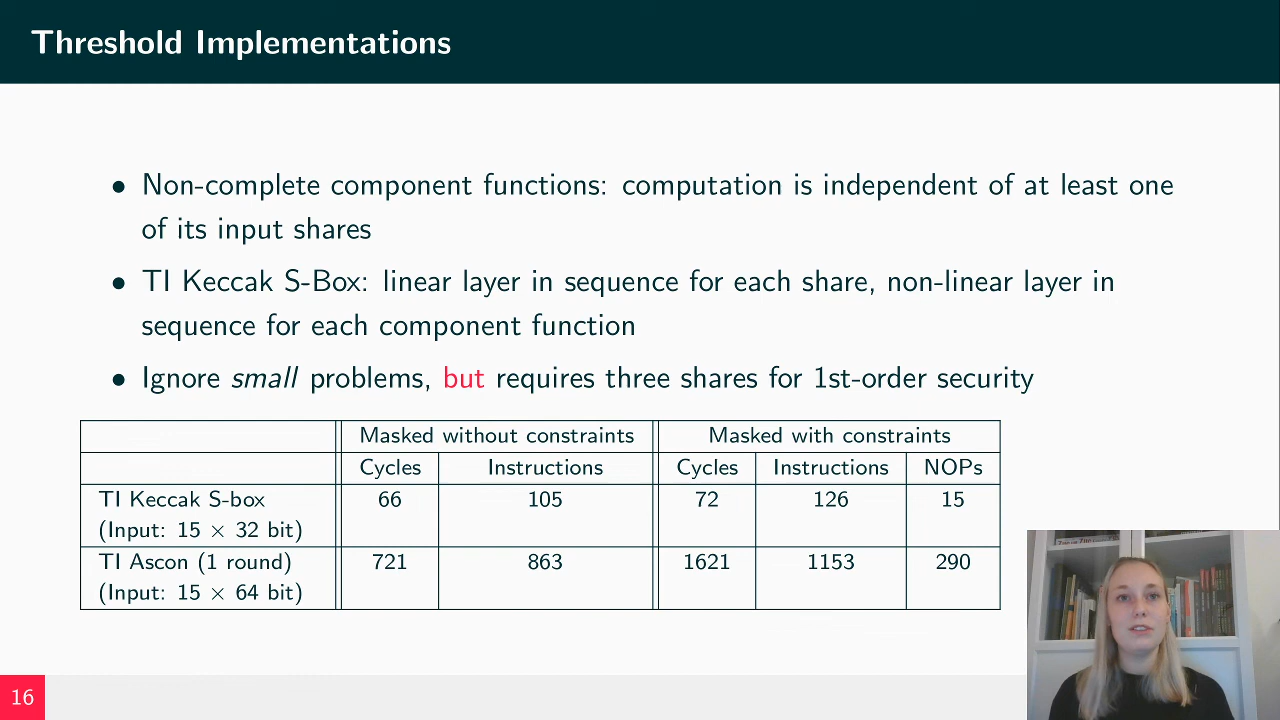 Threshold Implementations
• Non-complete component functions: computation is independent of at least one
of its input shares
• TI Keccak S-Box: linear layer in sequence for each share, non-linear layer in
sequence for each component function
• Ignore small problems, but requires three shares for 1st-order security
Masked without constraints Masked with constraints
Cycles Instructions Cycles Instructions NOPs
TI Keccak S-box 66 105 72 126 15
(Input: 15 × 32 bit)
TI Ascon (1 round) 721 863 1621 1153 290
(Input: 15 × 64 bit)
16